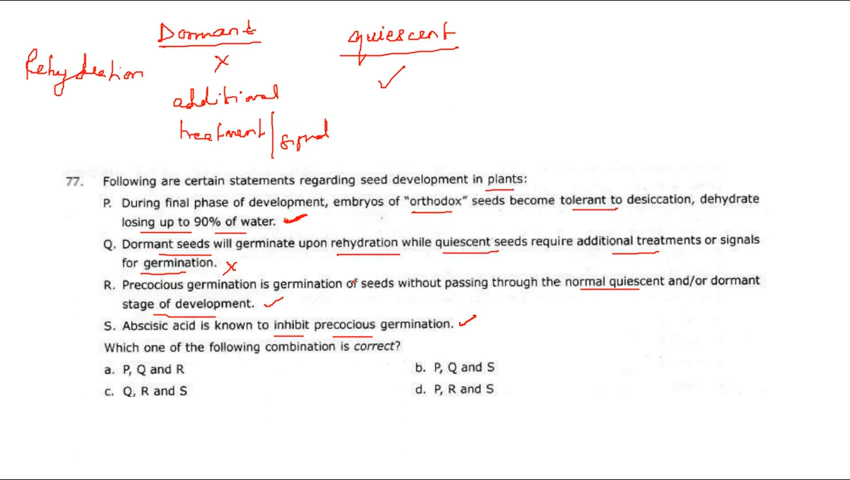 Dormant quiescent
Rehydration x ✓
additional
treatment | signal
77. Following are certain statements regarding seed development in plants:
P. During final phase of development, embryos of "orthodox" seeds become tolerant to desiccation, dehydrate
losing up to 90% of water. ✓
Q. Dormant seeds will germinate upon rehydration while quiescent seeds require additional treatments or signals
for germination. x
R. Precocious germination is germination of seeds without passing through the normal quiescent and/or dormant
stage of development. ✓
S. Abscisic acid is known to inhibit precocious germination. ✓
Which one of the following combination is correct?
a. P, Q and R b. P, Q and S
c. Q, R and S d. P, R and S